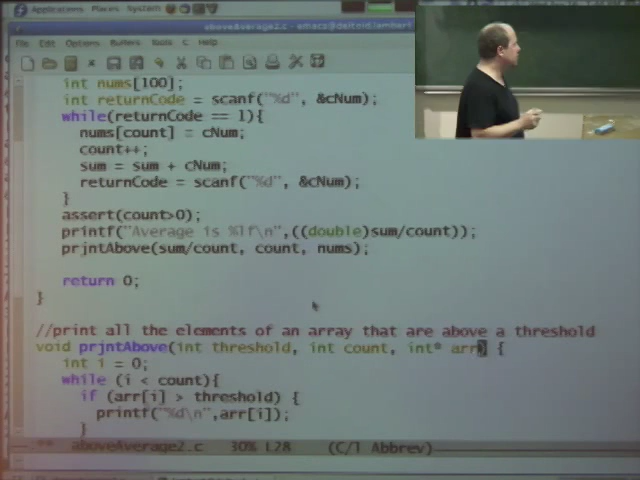 Applications Places System
aboveAverage2.c - emacs@deltoid.lambert
File Edit Options Buffers Tools C Help
int nums[100];
int returnCode = scanf("%d", &cNum);
while(returnCode == 1){
nums[count] = cNum;
count++;
sum = sum + cNum;
returnCode = scanf("%d", &cNum);
}
assert(count>0);
printf("Average is %lf\n",((double)sum/count));
prjntAbove(sum/count, count, nums);
return 0;
}
//print all the elements of an array that are above a threshold
void prjntAbove(int threshold, int count, int* arr) {
int i = 0;
while (i < count){
if (arr[i] > threshold) {
printf("%d\n",arr[i]);
}
-.** aboveAverage2.c 30% L28 (C/l Abbrev)